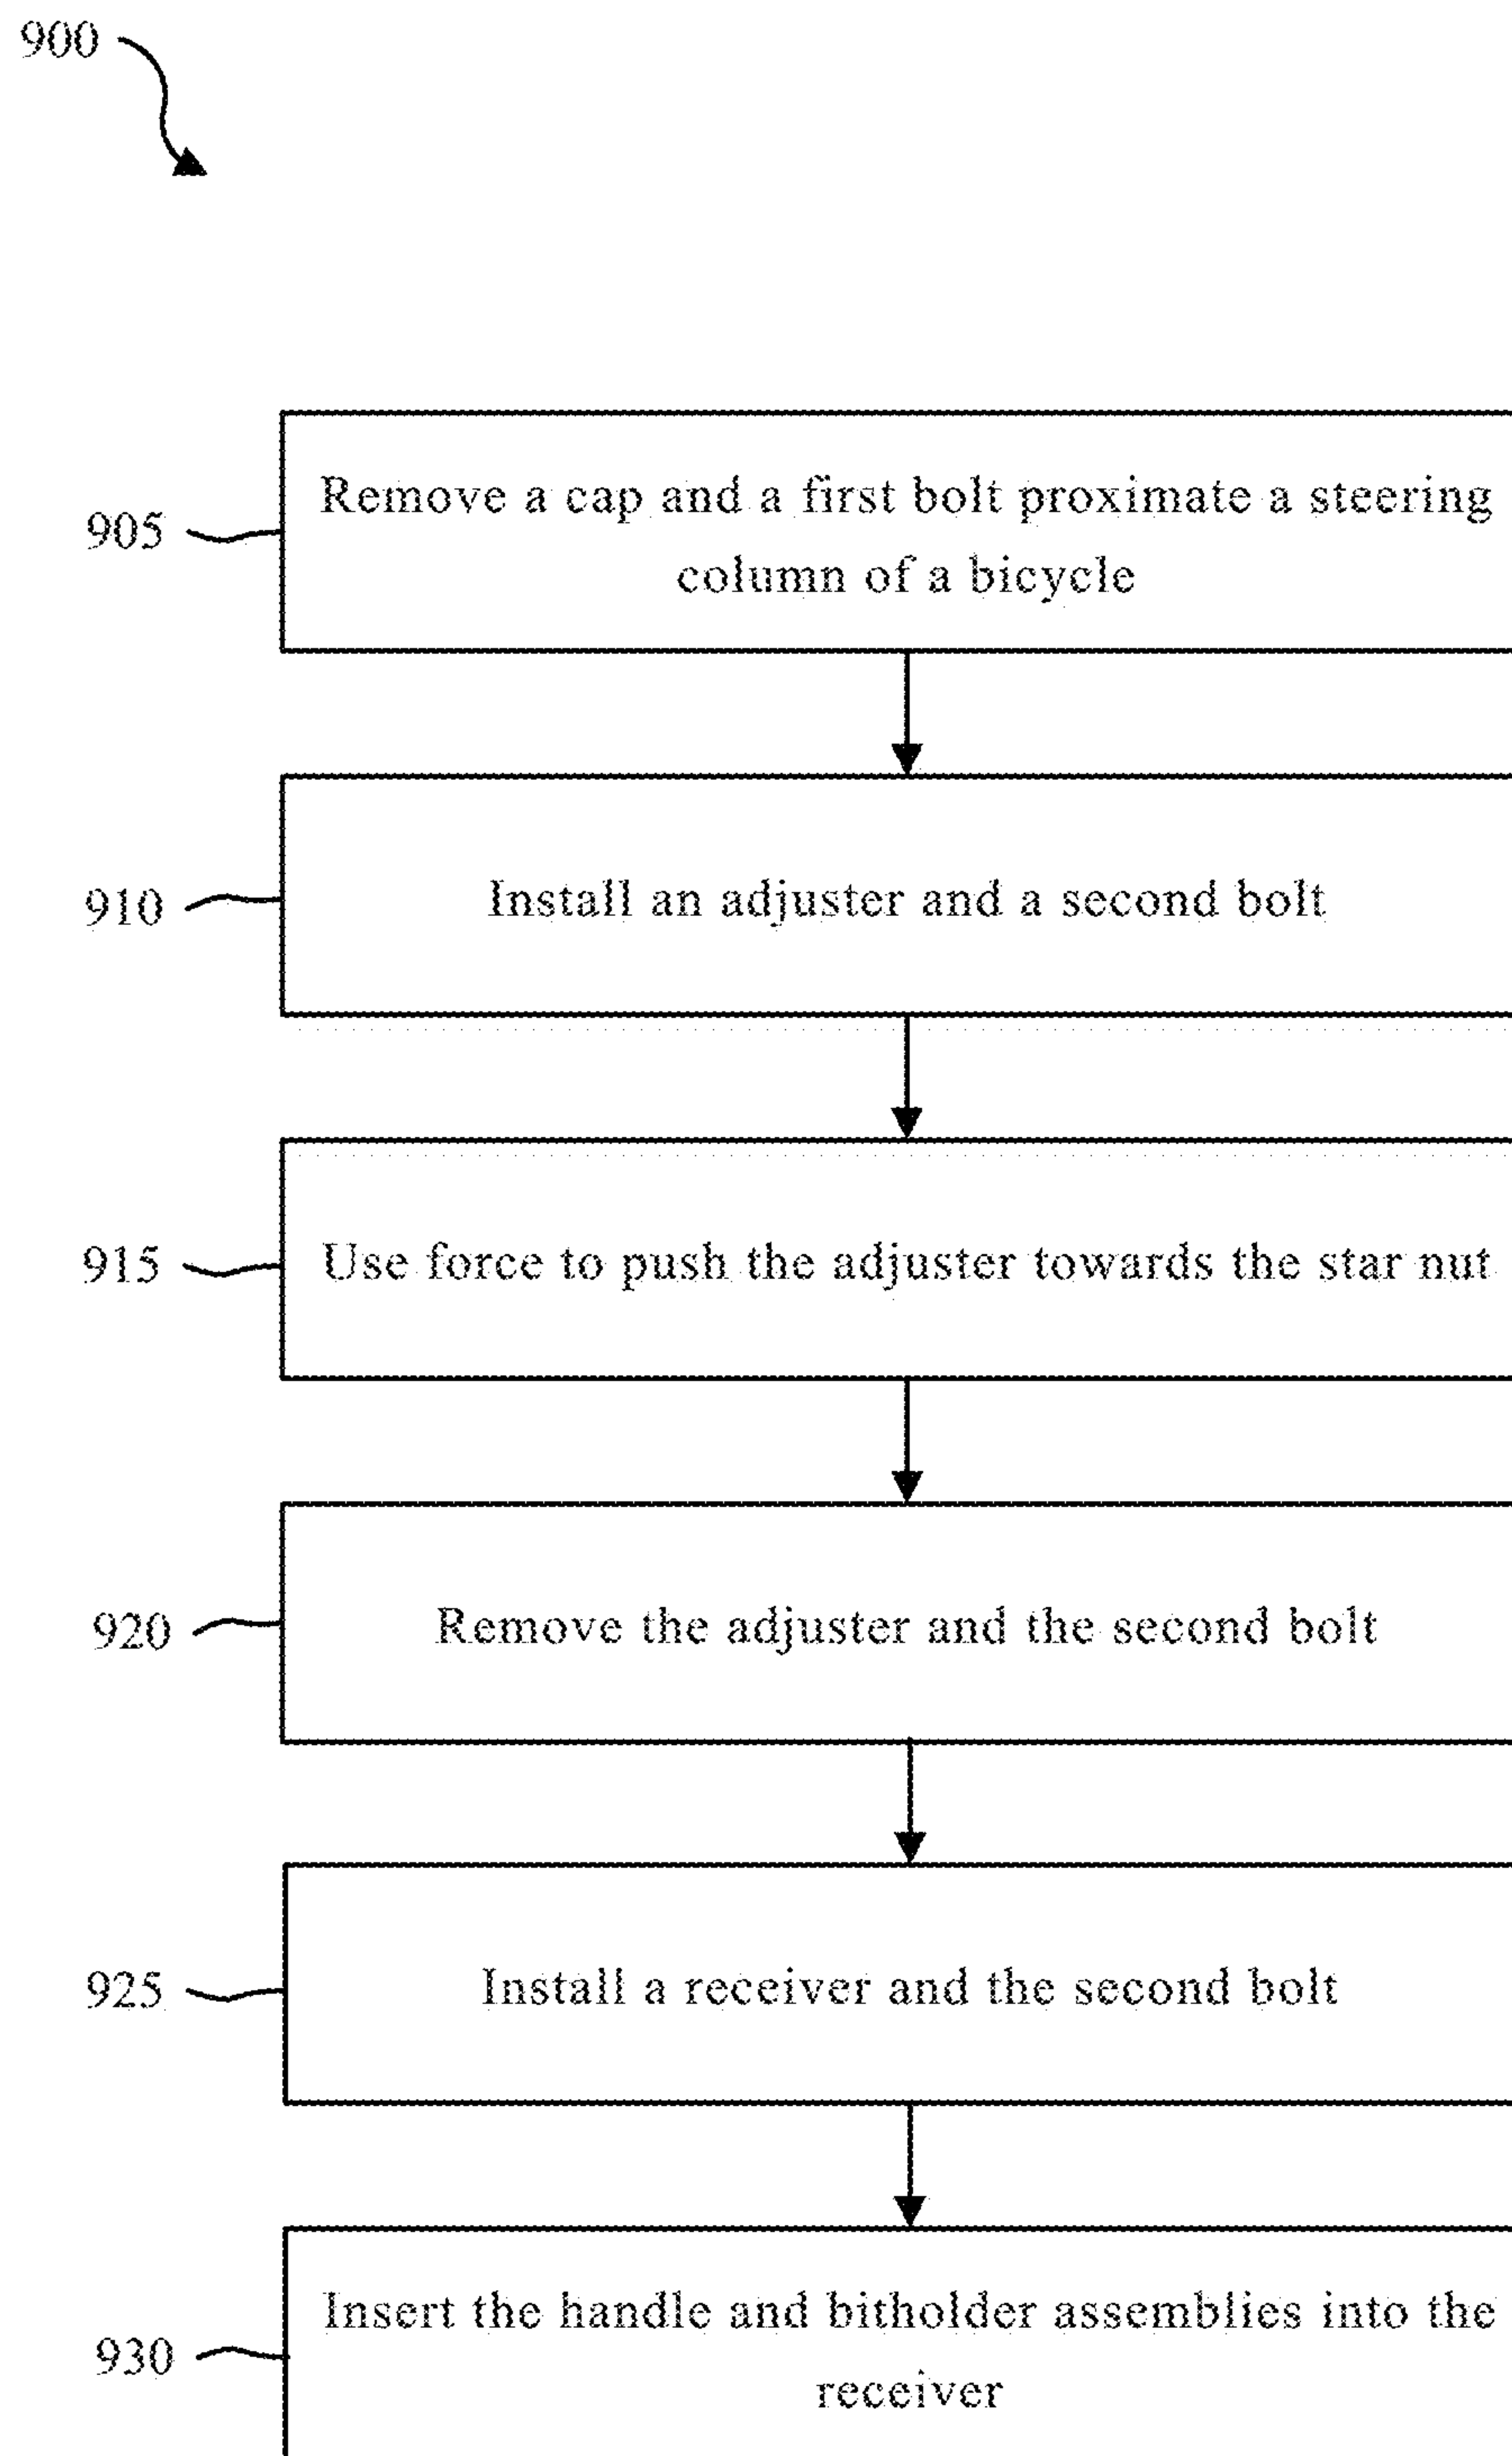 900
905
Remove a cap and a first bolt proximate a steering
column of a bicycle
910
Install an adjuster and a second bolt
915
Use force to push the adjuster towards the star nut
920
Remove the adjuster and the second bolt
925
Install a receiver and the second bolt
930
Insert the handle and bitholder assemblies into the
receiver